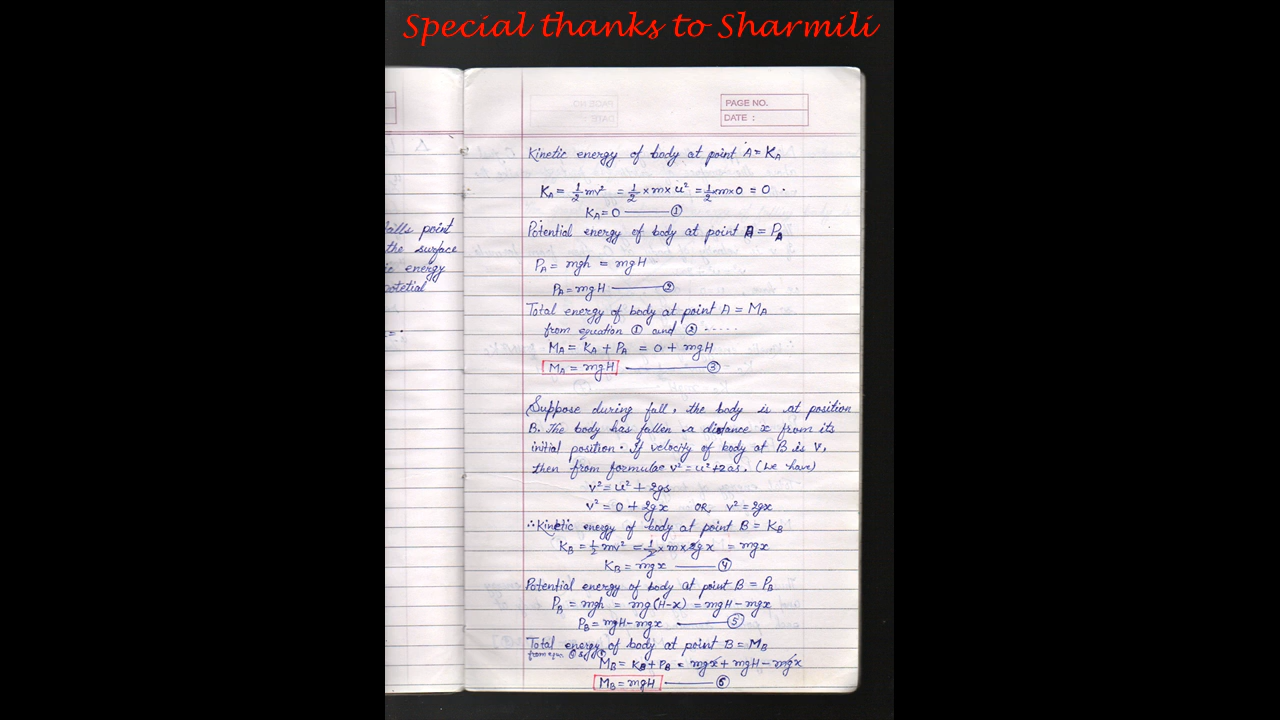 Special thanks to Sharmili
PAGE NO.
DATE :
falls point
the surface
energy
Kinetic energy of body at point A = KA
KA = 1/2 mv² = 1/2 × m × u² = 1/2 m×0 = 0
KA = 0 ——— ①
Potential energy of body at point A = PA
PA = mgh = mgH
PA = mgH ——— ②
Total energy of body at point A = MA
from equation ① and ② .....
MA = KA + PA = 0 + mgH
MA = mgH ——— ③
Suppose during fall, the body is at position
B. The body has fallen a distance x from its
initial position. If velocity of body at B is V,
then from formulae v² = u² + 2as, (we have)
v² = u² + 2gs
v² = 0 + 2gx OR, v² = 2gx
∴ Kinetic energy of body at point B = KB
KB = 1/2 mv² = 1/2 × m × 2gx = mgx
KB = mgx ——— ④
Potential energy of body at point B = PB
PB = mgh = mg(H-x) = mgH - mgx
PB = mgH - mgx ——— ⑤
Total energy of body at point B = MB
MB = KB + PB = mgx + mgH - mgx
MB = mgH ——— ⑥